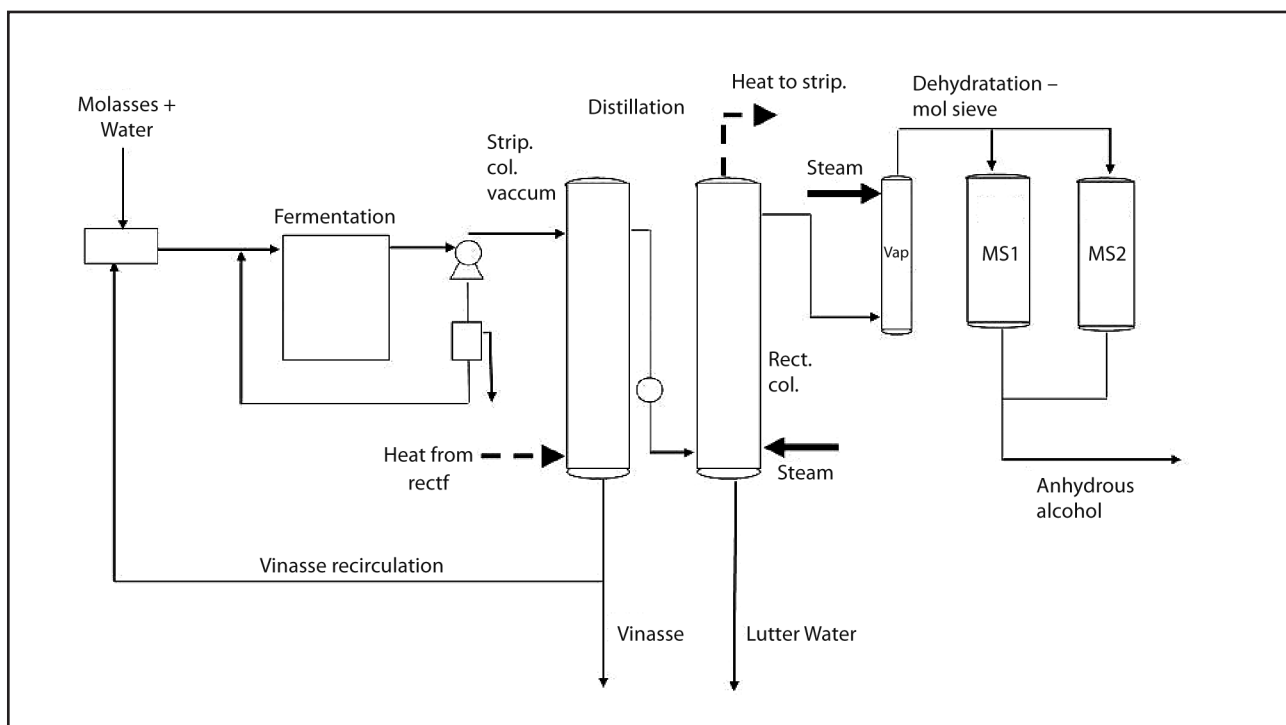 Molasses +
Water
Fermentation
Strip.
col.
vaccum
Distillation
Heat to strip.
Dehydratation –
mol sieve
Steam
Vap
MS1
MS2
Rect.
col.
Heat from
rectf
Steam
Anhydrous
alcohol
Vinasse recirculation
Vinasse
Lutter Water